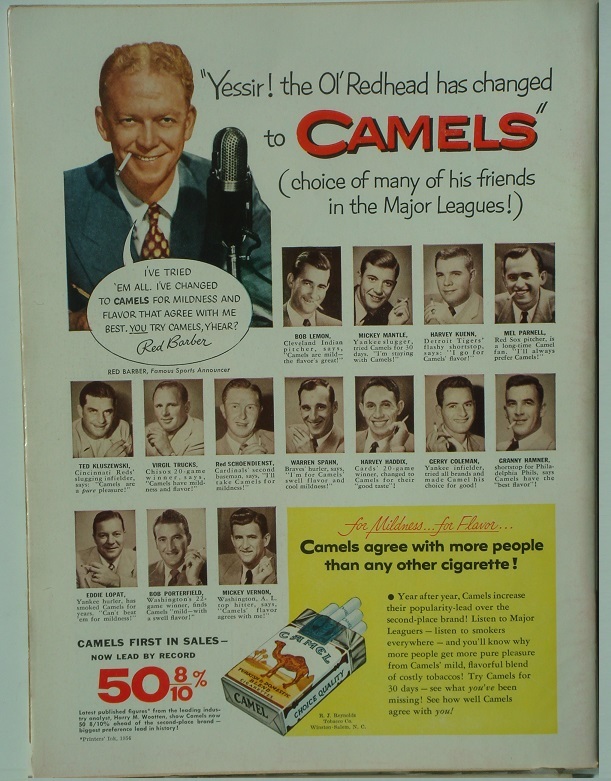 "Yessir! the Ol' Redhead has changed
to CAMELS"
(choice of many of his friends
in the Major Leagues!)
I'VE TRIED
'EM ALL. I'VE CHANGED
TO CAMELS FOR MILDNESS AND
FLAVOR THAT AGREE WITH ME
BEST. YOU TRY CAMELS, Y'HEAR?
Red Barber
RED BARBER, Famous Sports Announcer
BOB LEMON,
Cleveland Indian
pitcher, says,
"Camels are mild—
the flavor's great!"
MICKEY MANTLE,
Yankee slugger,
tried Camels for 30
days. "I'm staying
with Camels!"
HARVEY KUENN,
Detroit Tigers'
flashy shortstop,
says: "I go for
Camels' flavor!"
MEL PARNELL,
Red Sox pitcher, is
a long-time Camel
fan. "I'll always
prefer Camels!"
TED KLUSZEWSKI,
Cincinnati Reds'
slugging infielder,
says: "Camels are
a pure pleasure!"
VIRGIL TRUCKS,
Chisox 20-game
winner, says,
"Camels have mild-
ness and flavor!"
Red SCHOENDIENST,
Cardinals' second
baseman, says, "I'll
take Camels for
mildness!"
WARREN SPAHN,
Braves' hurler, says,
"I'm for Camels'
swell flavor and
cool mildness!"
HARVEY HADDIX,
Cards' 20-game
winner, changed to
Camels for their
"good taste"!
GERRY COLEMAN,
Yankee infielder,
tried all brands and
made Camel his
choice for good!
GRANNY HAMNER,
shortstop for Phila-
delphia Phils, says
Camels have the
"best flavor"!
EDDIE LOPAT,
Yankee hurler, has
smoked Camels for
years. "Can't beat
'em for mildness!"
BOB PORTERFIELD,
Washington's 22-
game winner, finds
Camels "mild—with
a swell flavor!"
MICKEY VERNON,
Washington, A. L.
top hitter, says,
"Camels' flavor
agrees with me!"
for Mildness...for Flavor...
Camels agree with more people
than any other cigarette!
● Year after year, Camels increase
their popularity-lead over the
second-place brand! Listen to Major
Leaguers — listen to smokers
everywhere — and you'll know why
more people get more pure pleasure
from Camels' mild, flavorful blend
of costly tobaccos! Try Camels for
30 days — see what you're been
missing! See how well Camels
agree with you!
CAMELS FIRST IN SALES—
NOW LEAD BY RECORD
50 8/10 %
Latest published figures* from the leading indus-
try analyst, Harry M. Wootten, show Camels now
50 8/10% ahead of the second-place brand —
biggest preference lead in history!
*Printers' Ink, 1954
CAMEL
TURKISH & DOMESTIC
BLEND
CIGARETTES
CAMEL
CHOICE QUALITY
R. J. Reynolds
Tobacco Co.
Winston-Salem, N. C.